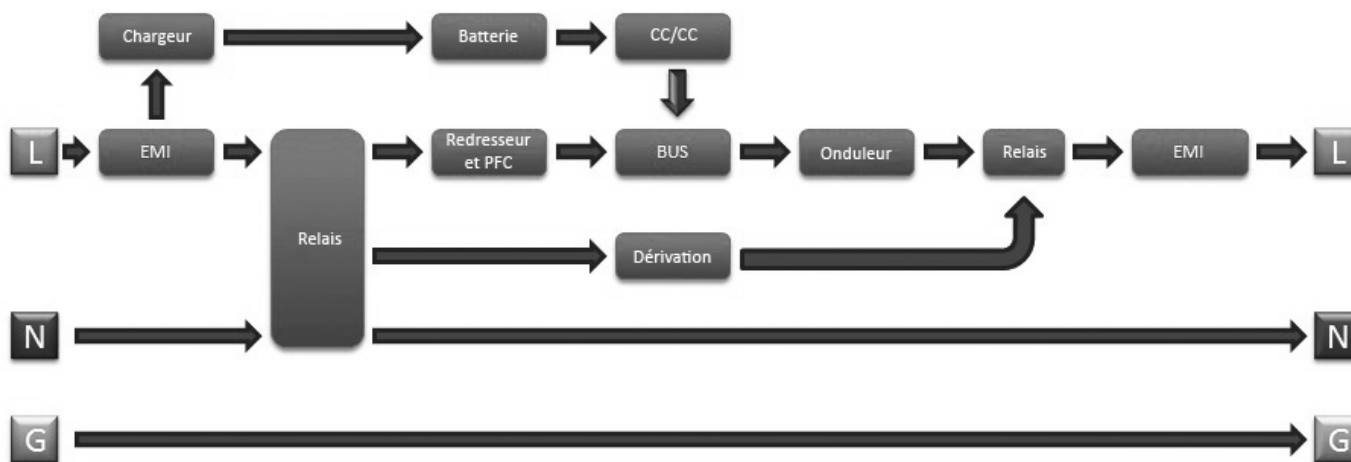 Chargeur
Batterie
CC/CC
L
EMI
Redresseur
et PFC
BUS
Onduleur
Relais
EMI
L
Relais
Dérivation
N
N
G
G